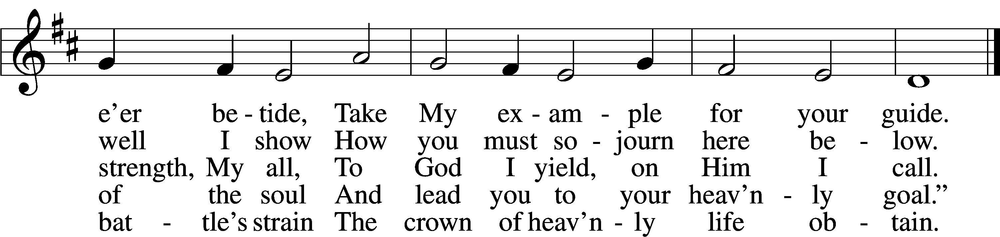 e'er be - tide, Take My ex - am - ple for your guide.
well I show How you must so - journ here be - low.
strength, My all, To God I yield, on Him I call.
of the soul And lead you to your heav'n - ly goal.”
bat - tle's strain The crown of heav'n - ly life ob - tain.